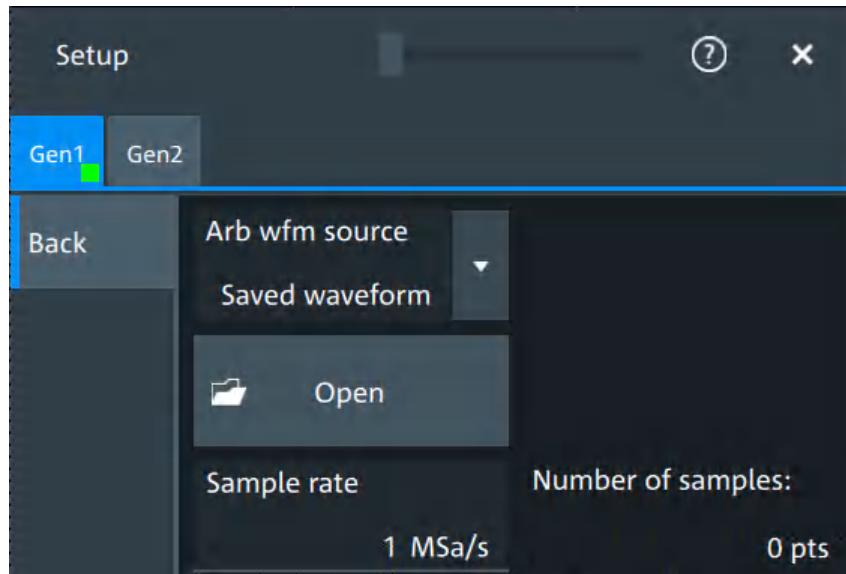 Setup
Gen1 Gen2
Back
Arb wfm source
Saved waveform
Open
Sample rate
Number of samples:
1 MSa/s
0 pts